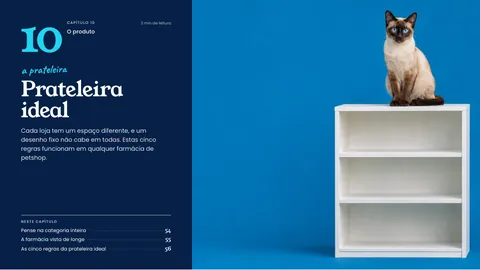 10
CAPÍTULO 10
O produto
2 min de leitura
a prateleira
Prateleira
ideal
Cada loja tem um espaço diferente, e um
desenho fixo não cabe em todas. Estas cinco
regras funcionam em qualquer farmácia de
petshop.
NESTE CAPÍTULO
Pense na categoria inteira 54
A farmácia vista de longe 55
As cinco regras da prateleira ideal 56